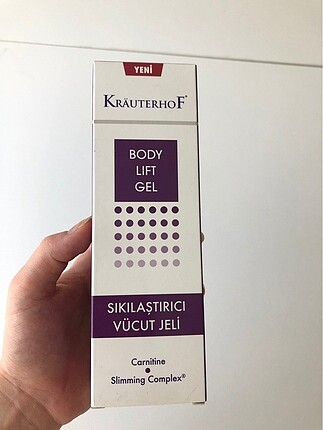 YENİ
KRÄUTERHOF®
BODY
LIFT
GEL
SIKILAŞTIRICI
VÜCUT JELİ
Carnitine
•
Slimming Complex®